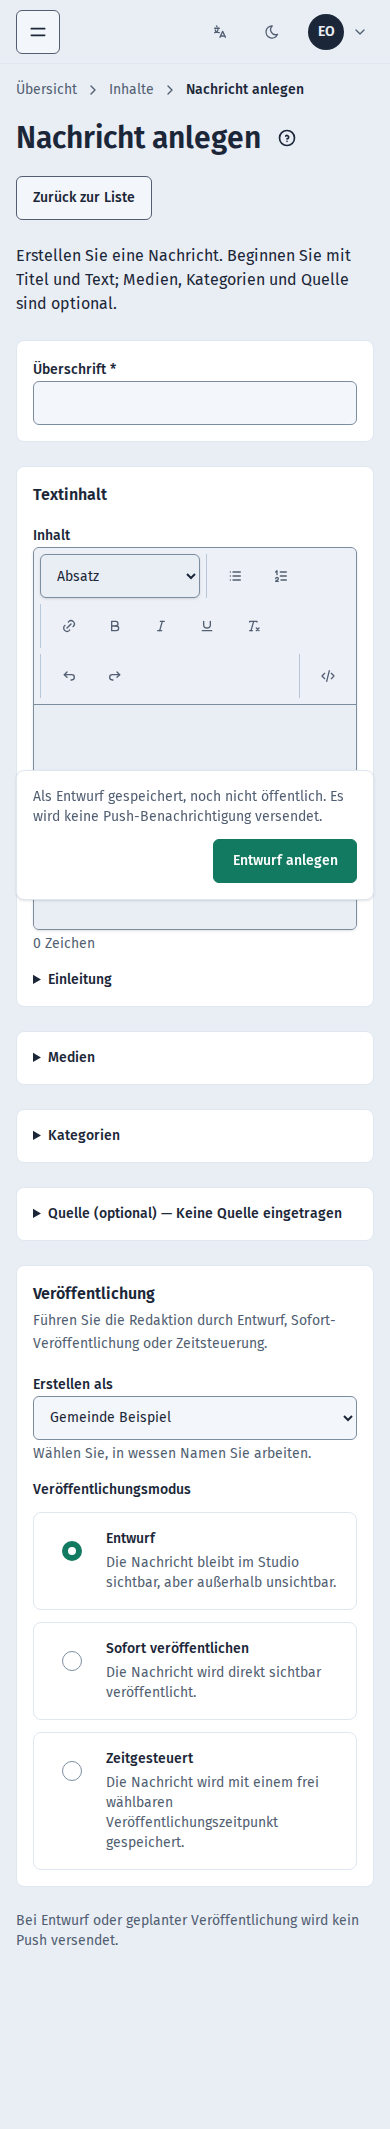 EO
Übersicht > Inhalte > Nachricht anlegen
Nachricht anlegen
Zurück zur Liste
Erstellen Sie eine Nachricht. Beginnen Sie mit
Titel und Text; Medien, Kategorien und Quelle
sind optional.
Überschrift *
Textinhalt
Inhalt
Absatz
Als Entwurf gespeichert, noch nicht öffentlich. Es
wird keine Push-Benachrichtigung versendet.
Entwurf anlegen
0 Zeichen
Einleitung
Medien
Kategorien
Quelle (optional) — Keine Quelle eingetragen
Veröffentlichung
Führen Sie die Redaktion durch Entwurf, Sofort-
Veröffentlichung oder Zeitsteuerung.
Erstellen als
Gemeinde Beispiel
Wählen Sie, in wessen Namen Sie arbeiten.
Veröffentlichungsmodus
Entwurf
Die Nachricht bleibt im Studio
sichtbar, aber außerhalb unsichtbar.
Sofort veröffentlichen
Die Nachricht wird direkt sichtbar
veröffentlicht.
Zeitgesteuert
Die Nachricht wird mit einem frei
wählbaren
Veröffentlichungszeitpunkt
gespeichert.
Bei Entwurf oder geplanter Veröffentlichung wird kein
Push versendet.